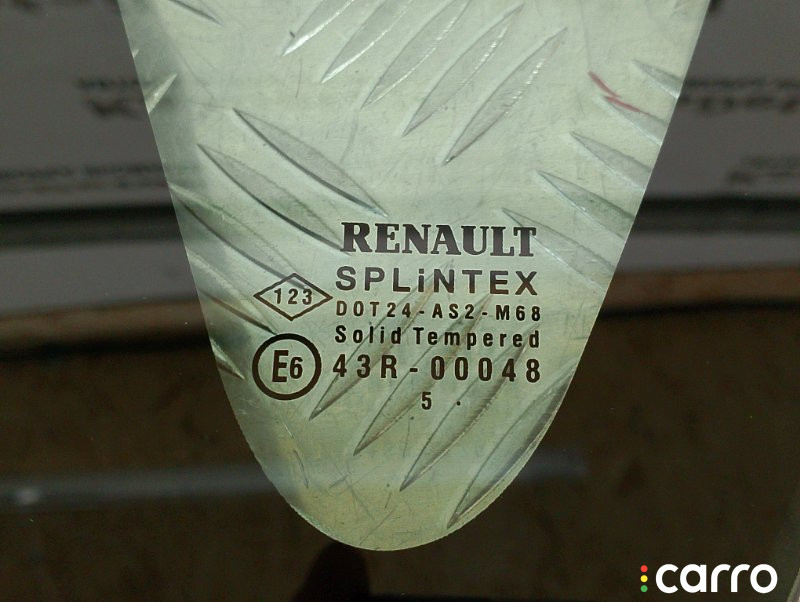 RENAULT
SPLiNTEX
123
DOT24-AS2-M68
Solid Tempered
E6 43R-00048
5 .
carro